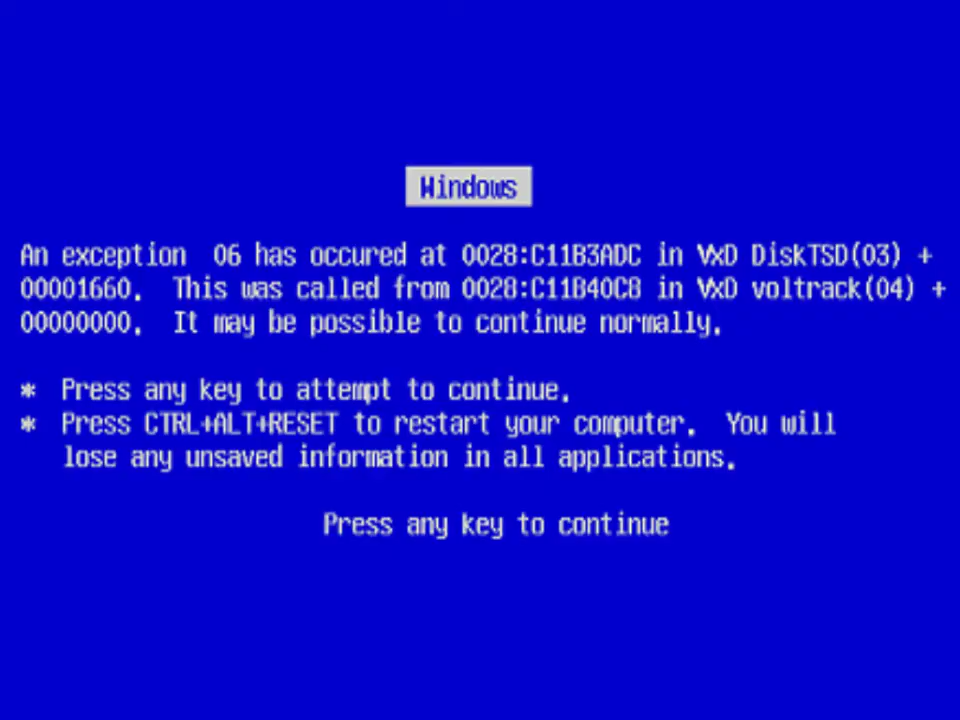 Windows
An exception  06 has occured at 0028:C11B3ADC in VxD DiskTSD(03) +
00001660.  This was called from 0028:C11B40C8 in VxD voltrack(04) +
00000000.  It may be possible to continue normally.
*  Press any key to attempt to continue.
*  Press CTRL+ALT+RESET to restart your computer.  You will
lose any unsaved information in all applications.
Press any key to continue